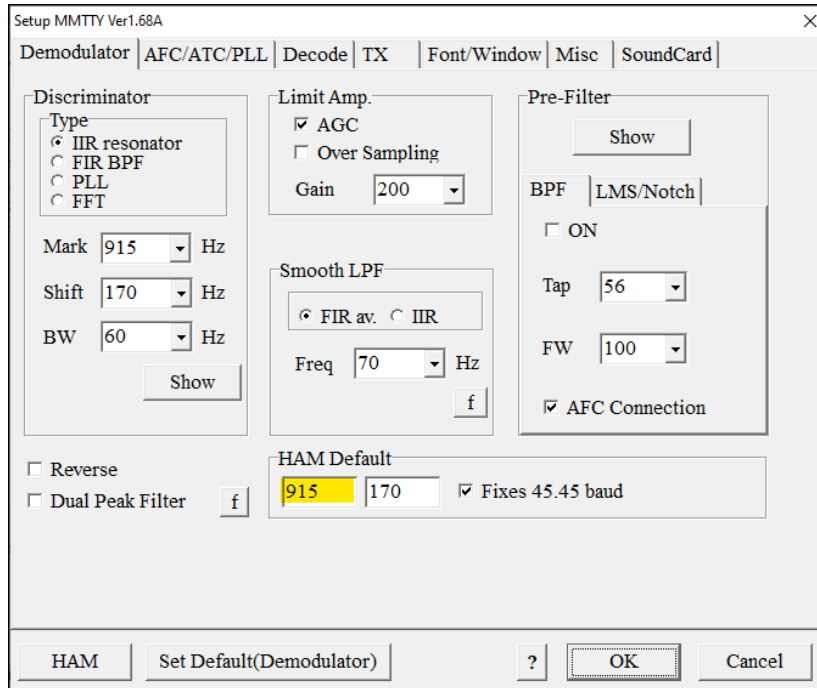 Setup MMTTY Ver1.68A
Demodulator AFC/ATC/PLL Decode TX Font/Window Misc SoundCard
Discriminator
Type
IIR resonator
FIR BPF
PLL
FFT
Mark 915 Hz
Shift 170 Hz
BW 60 Hz
Show
Reverse
Dual Peak Filter f
Limit Amp.
AGC
Over Sampling
Gain 200
Smooth LPF
FIR av. IIR
Freq 70 Hz
f
Pre-Filter
Show
BPF LMS/Notch
ON
Tap 56
FW 100
AFC Connection
HAM Default
915 170 Fixes 45.45 baud
HAM Set Default(Demodulator) ? OK Cancel